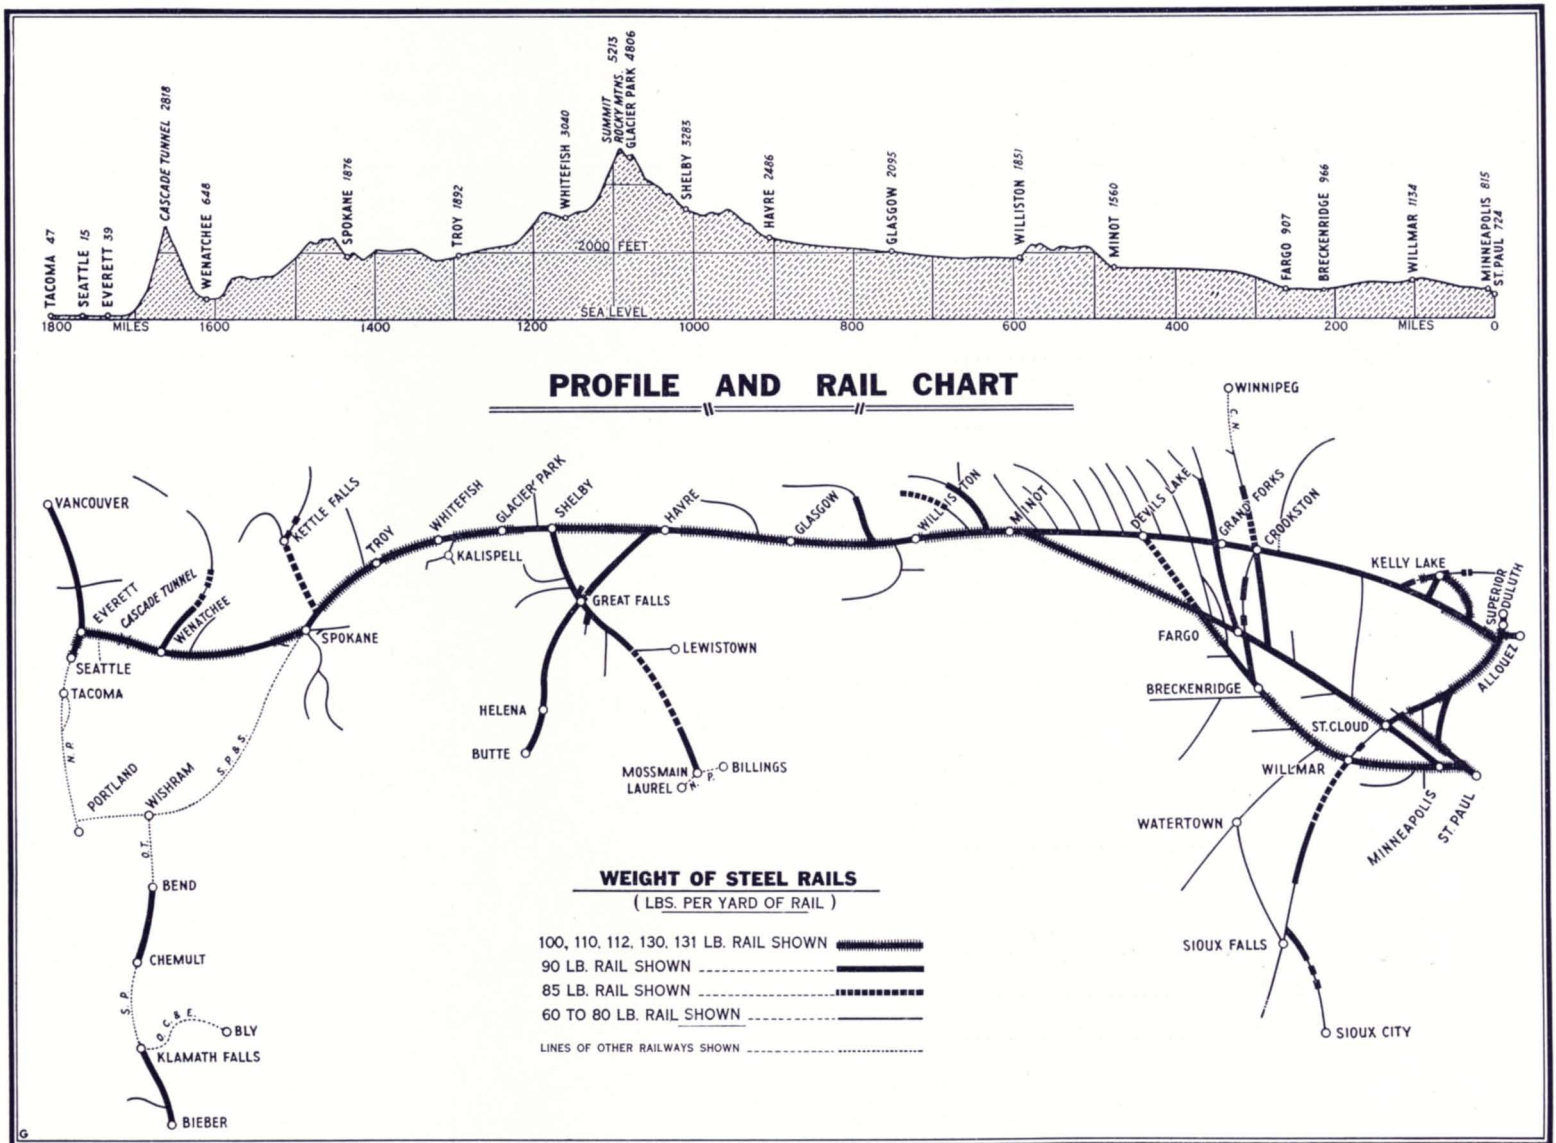 TACOMA 47
SEATTLE 15
EVERETT 39
CASCADE TUNNEL 2818
WENATCHEE 648
SPOKANE 1876
TROY 1892
WHITEFISH 3040
SUMMIT
ROCKY MTNS. 5213
GLACIER PARK 4806
SHELBY 3283
HAVRE 2486
GLASGOW 2095
WILLISTON 1851
MINOT 1560
FARGO 907
BRECKENRIDGE 966
WILLMAR 1134
MINNEAPOLIS 815
ST. PAUL 724
2000 FEET
SEA LEVEL
1800 MILES 1600 1400 1200 1000 800 600 400 200 MILES 0
PROFILE AND RAIL CHART
WINNIPEG
C. N.
VANCOUVER
EVERETT
CASCADE TUNNEL
WENATCHEE
KETTLE FALLS
TROY
WHITEFISH
GLACIER PARK
SHELBY
HAVRE
GLASGOW
WILLISTON
MINOT
DEVILS LAKE
GRAND FORKS
CROOKSTON
KELLY LAKE
SUPERIOR
DULUTH
ALLOUEZ
KALISPELL
SEATTLE
TACOMA
SPOKANE
GREAT FALLS
LEWISTOWN
FARGO
BRECKENRIDGE
ST. CLOUD
HELENA
BUTTE
MOSSMAIN
LAUREL
N. P.
BILLINGS
WILLMAR
MINNEAPOLIS
ST. PAUL
N. P.
S. P. & S.
PORTLAND
WISHRAM
O. T.
WATERTOWN
BEND
CHEMULT
S. P.
O. C. & E.
BLY
KLAMATH FALLS
BIEBER
SIOUX FALLS
SIOUX CITY
WEIGHT OF STEEL RAILS
( LBS. PER YARD OF RAIL )
100, 110, 112, 130, 131 LB. RAIL SHOWN
90 LB. RAIL SHOWN
85 LB. RAIL SHOWN
60 TO 80 LB. RAIL SHOWN
LINES OF OTHER RAILWAYS SHOWN
G